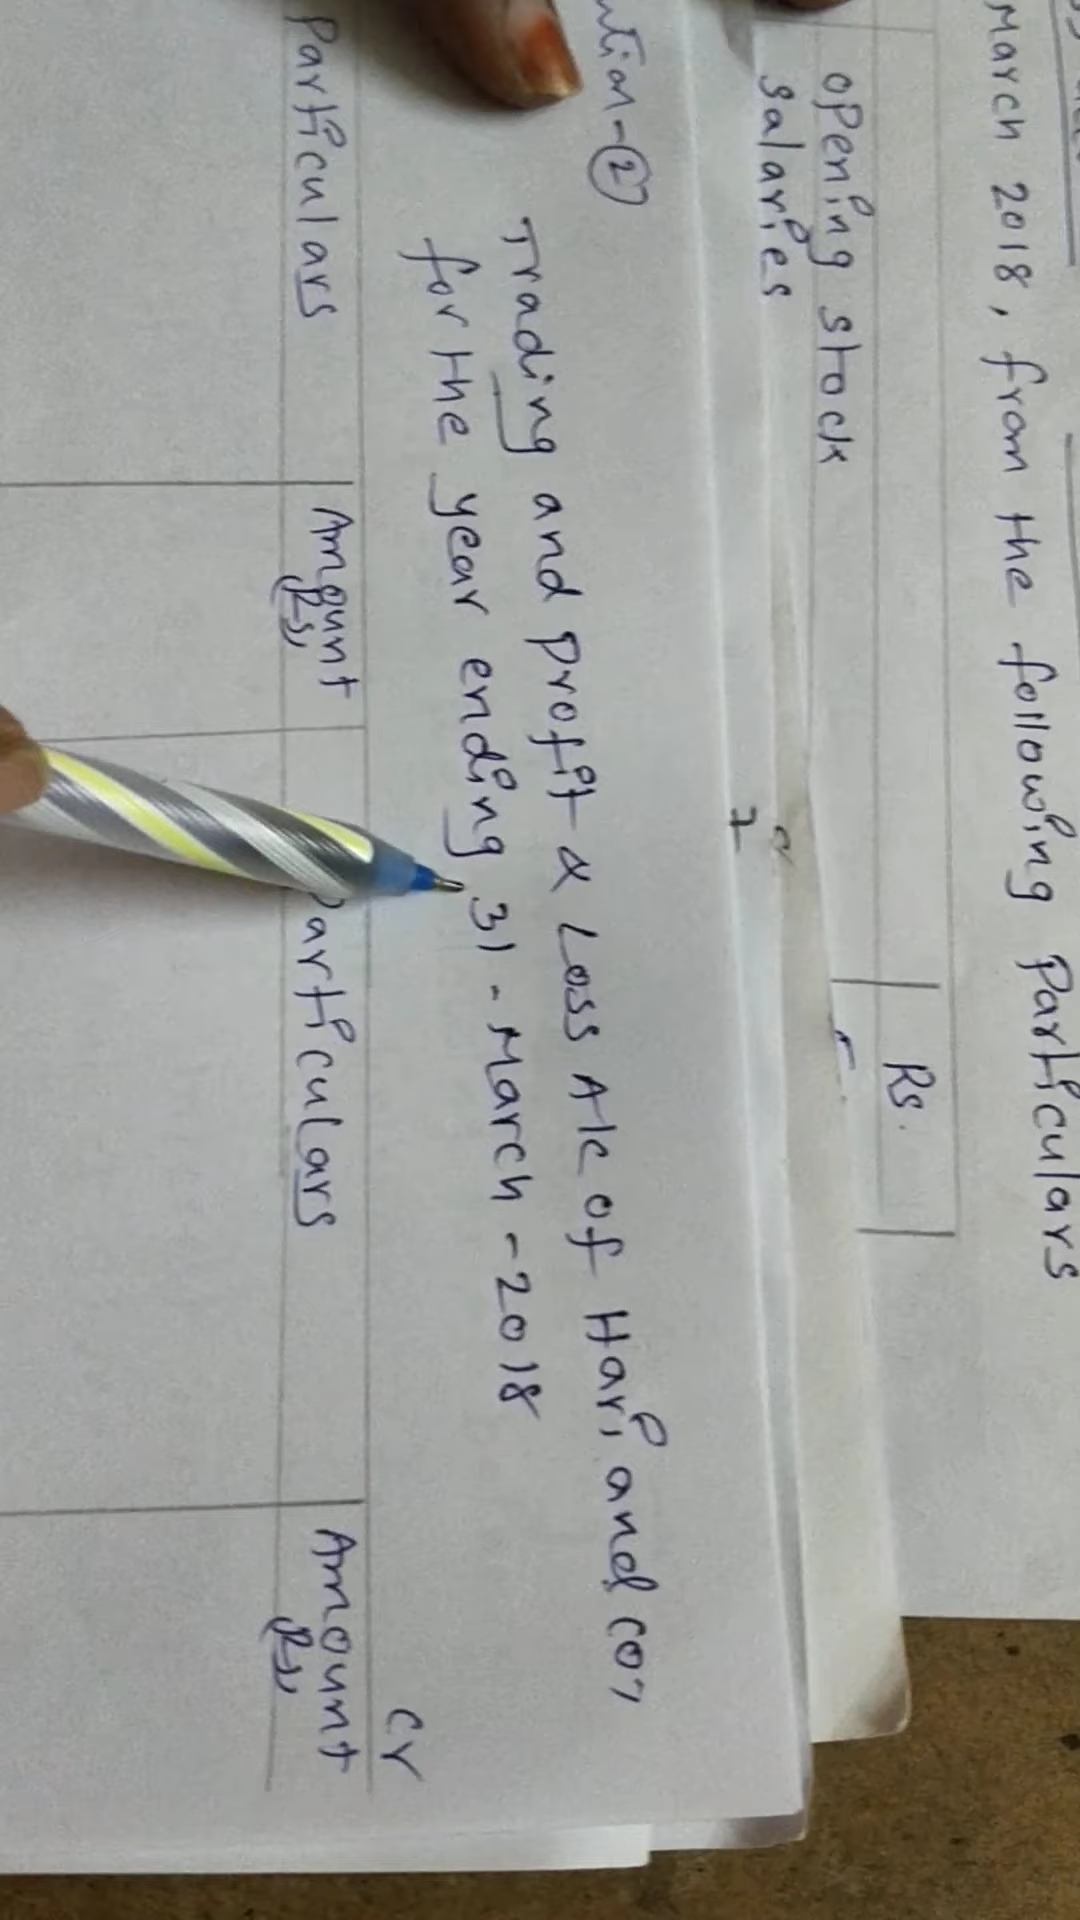 March 2018, from the following Particulars
Rs.
opening stock
salaries
Trading and Profit & Loss A/c of Hari and co,
for the year ending 31-March-2018
Cr
Particulars Amount Particulars Amount
Rs, Rs,